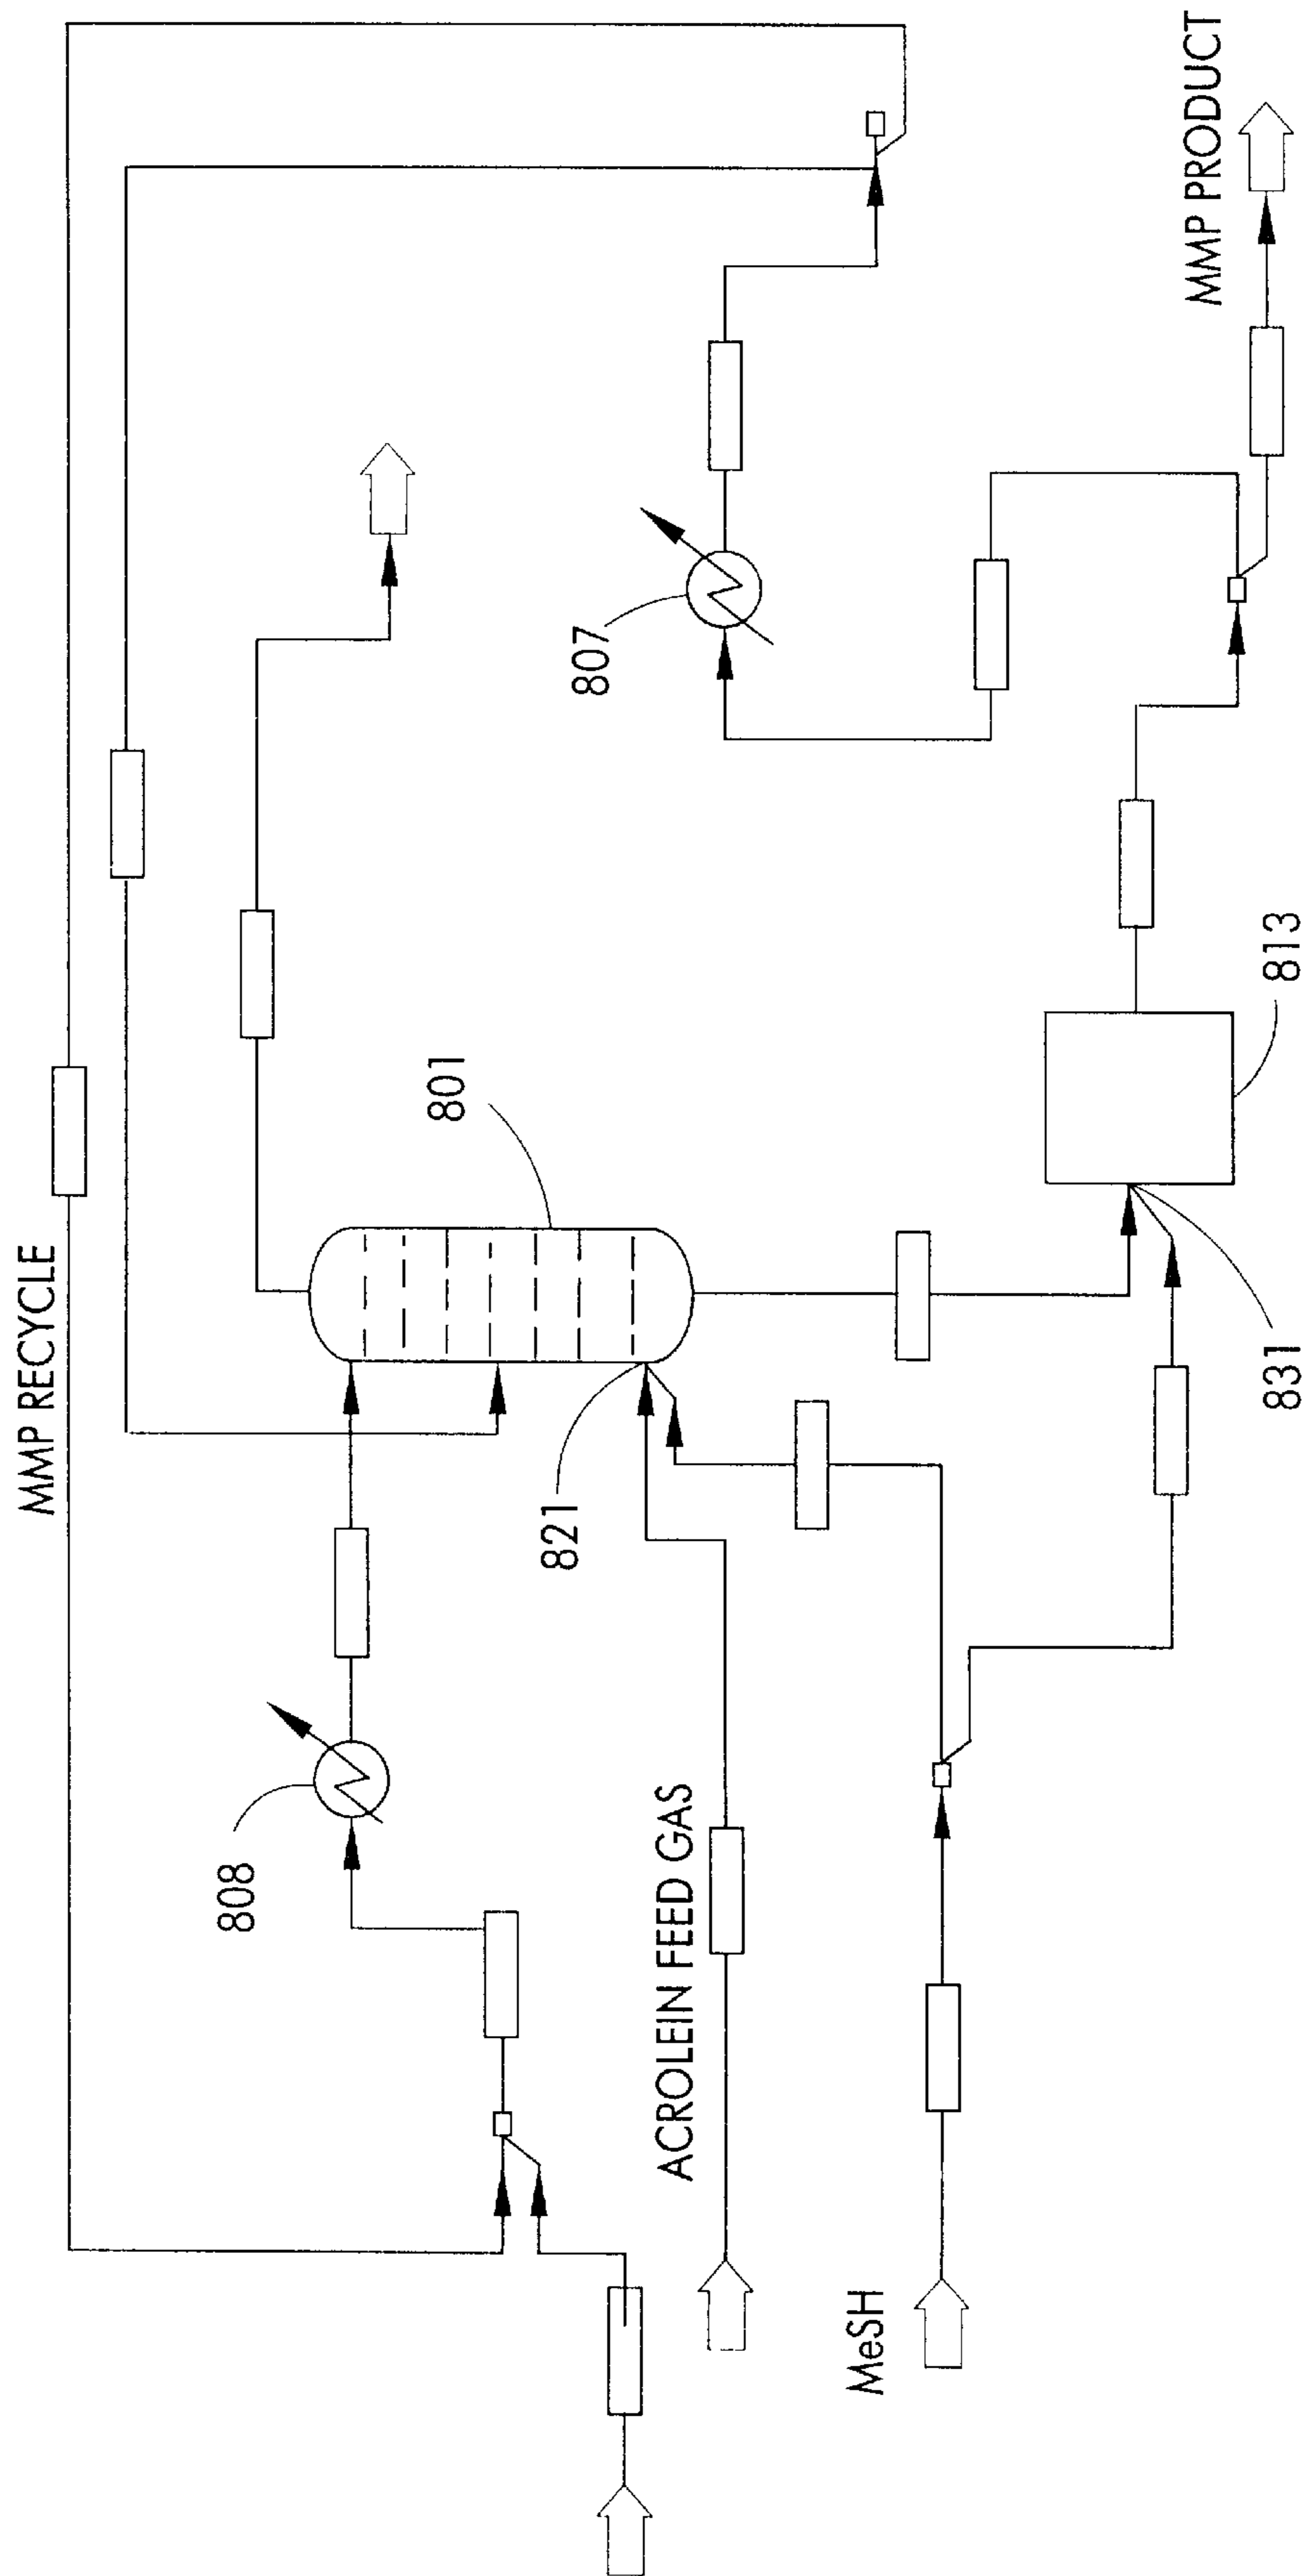 MMP RECYCLE
801
808
821
807
ACROLEIN FEED GAS
MeSH
831
813
MMP PRODUCT